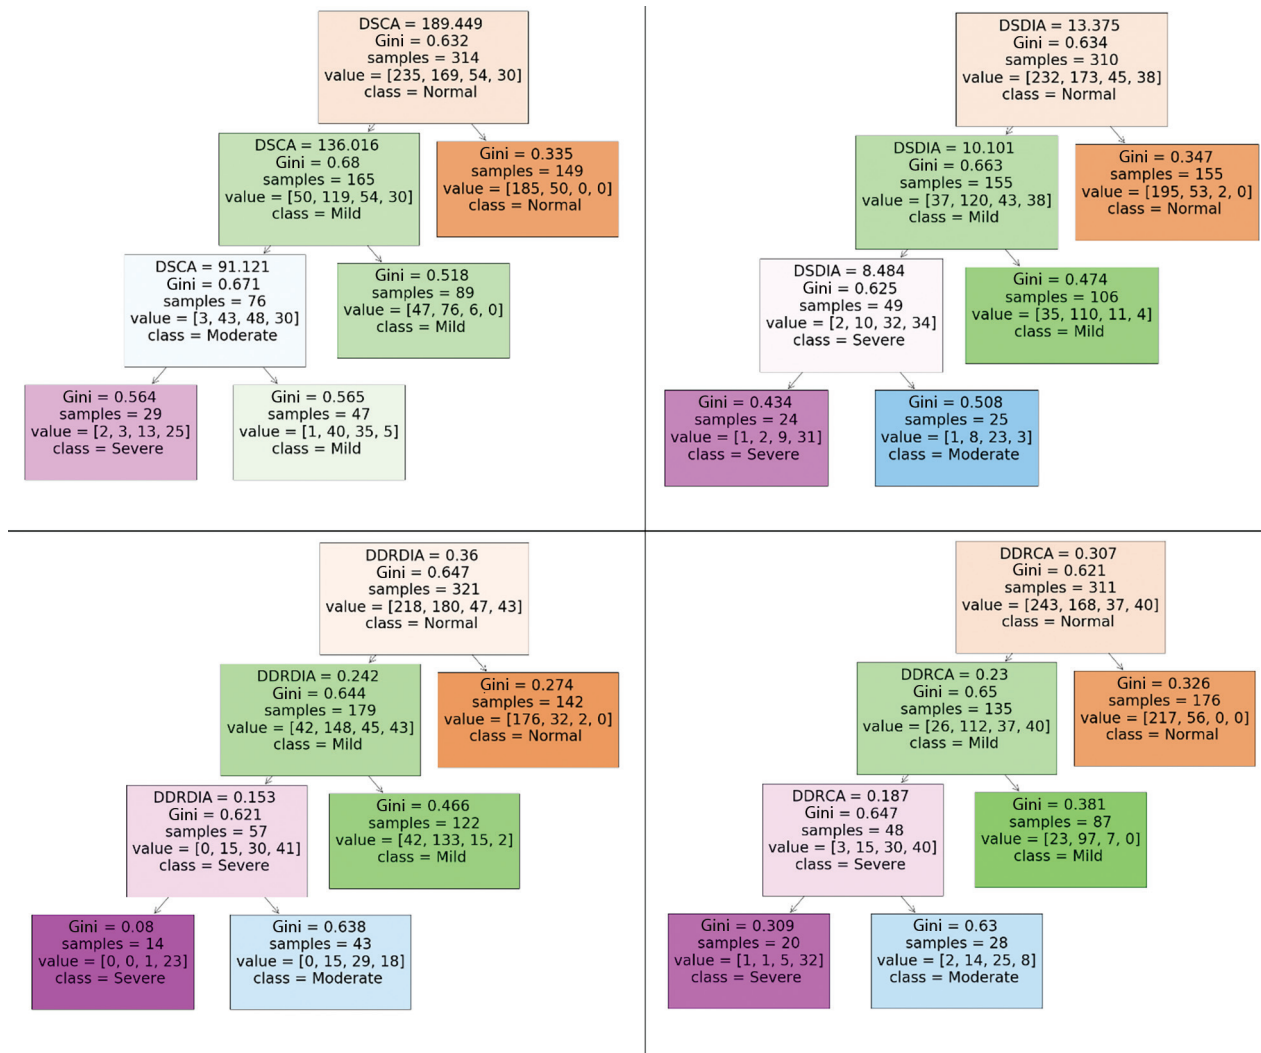 DSCA = 189.449
Gini = 0.632
samples = 314
value = [235, 169, 54, 30]
class = Normal
DSCA = 136.016
Gini = 0.68
samples = 165
value = [50, 119, 54, 30]
class = Mild
Gini = 0.335
samples = 149
value = [185, 50, 0, 0]
class = Normal
DSCA = 91.121
Gini = 0.671
samples = 76
value = [3, 43, 48, 30]
class = Moderate
Gini = 0.518
samples = 89
value = [47, 76, 6, 0]
class = Mild
Gini = 0.564
samples = 29
value = [2, 3, 13, 25]
class = Severe
Gini = 0.565
samples = 47
value = [1, 40, 35, 5]
class = Mild
DSDIA = 13.375
Gini = 0.634
samples = 310
value = [232, 173, 45, 38]
class = Normal
DSDIA = 10.101
Gini = 0.663
samples = 155
value = [37, 120, 43, 38]
class = Mild
Gini = 0.347
samples = 155
value = [195, 53, 2, 0]
class = Normal
DSDIA = 8.484
Gini = 0.625
samples = 49
value = [2, 10, 32, 34]
class = Severe
Gini = 0.474
samples = 106
value = [35, 110, 11, 4]
class = Mild
Gini = 0.434
samples = 24
value = [1, 2, 9, 31]
class = Severe
Gini = 0.508
samples = 25
value = [1, 8, 23, 3]
class = Moderate
DDRDIA = 0.36
Gini = 0.647
samples = 321
value = [218, 180, 47, 43]
class = Normal
DDRDIA = 0.242
Gini = 0.644
samples = 179
value = [42, 148, 45, 43]
class = Mild
Gini = 0.274
samples = 142
value = [176, 32, 2, 0]
class = Normal
DDRDIA = 0.153
Gini = 0.621
samples = 57
value = [0, 15, 30, 41]
class = Severe
Gini = 0.466
samples = 122
value = [42, 133, 15, 2]
class = Mild
Gini = 0.08
samples = 14
value = [0, 0, 1, 23]
class = Severe
Gini = 0.638
samples = 43
value = [0, 15, 29, 18]
class = Moderate
DDRCA = 0.307
Gini = 0.621
samples = 311
value = [243, 168, 37, 40]
class = Normal
DDRCA = 0.23
Gini = 0.65
samples = 135
value = [26, 112, 37, 40]
class = Mild
Gini = 0.326
samples = 176
value = [217, 56, 0, 0]
class = Normal
DDRCA = 0.187
Gini = 0.647
samples = 48
value = [3, 15, 30, 40]
class = Severe
Gini = 0.381
samples = 87
value = [23, 97, 7, 0]
class = Mild
Gini = 0.309
samples = 20
value = [1, 1, 5, 32]
class = Severe
Gini = 0.63
samples = 28
value = [2, 14, 25, 8]
class = Moderate